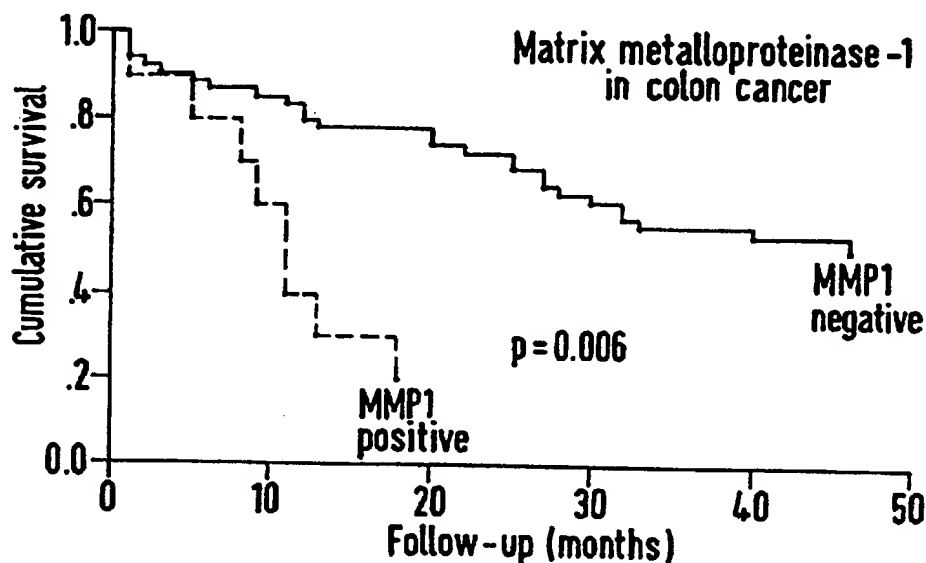 Matrix metalloproteinase-1
in colon cancer
Cumulative survival
1.0
.8
.6
.4
.2
0.0
MMP1
negative
p=0.006
MMP1
positive
0
10
20
30
40
50
Follow-up (months)